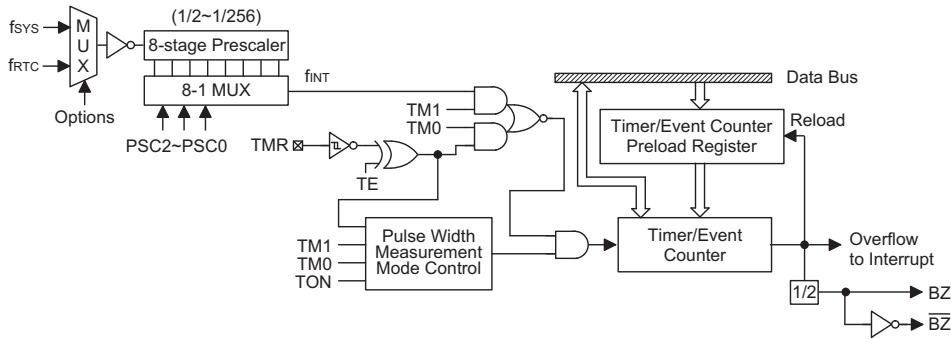 (1/2~1/256)
fSYS
fRTC
M
U
X
8-stage Prescaler
8-1 MUX
Options
PSC2~PSC0
fINT
TM1
TM0
TMR
TE
TM1
TM0
TON
Pulse Width
Measurement
Mode Control
Data Bus
Timer/Event Counter
Preload Register
Reload
Timer/Event
Counter
Overflow
to Interrupt
1/2
BZ
B̅Z̅